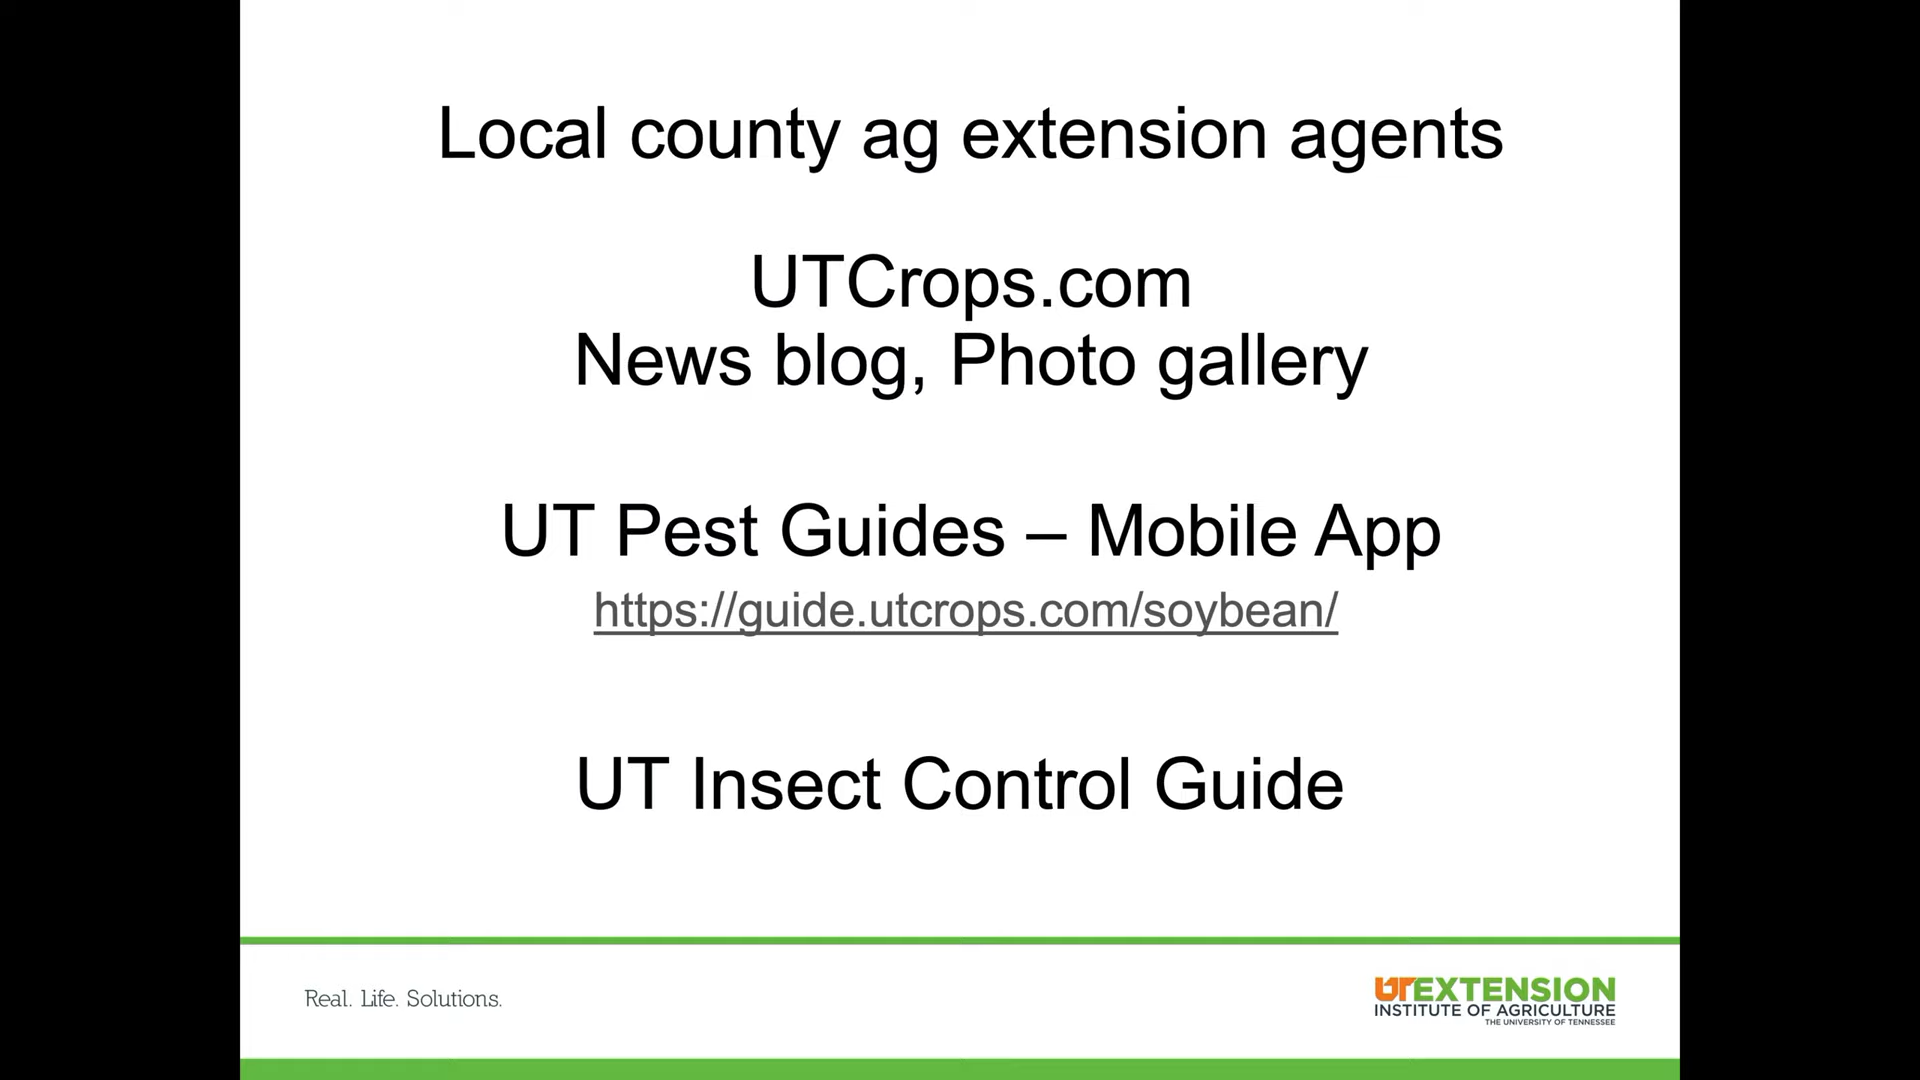 Local county ag extension agents
UTCrops.com
News blog, Photo gallery
UT Pest Guides – Mobile App
https://guide.utcrops.com/soybean/
UT Insect Control Guide
Real. Life. Solutions.
UTEXTENSION
INSTITUTE OF AGRICULTURE
THE UNIVERSITY OF TENNESSEE